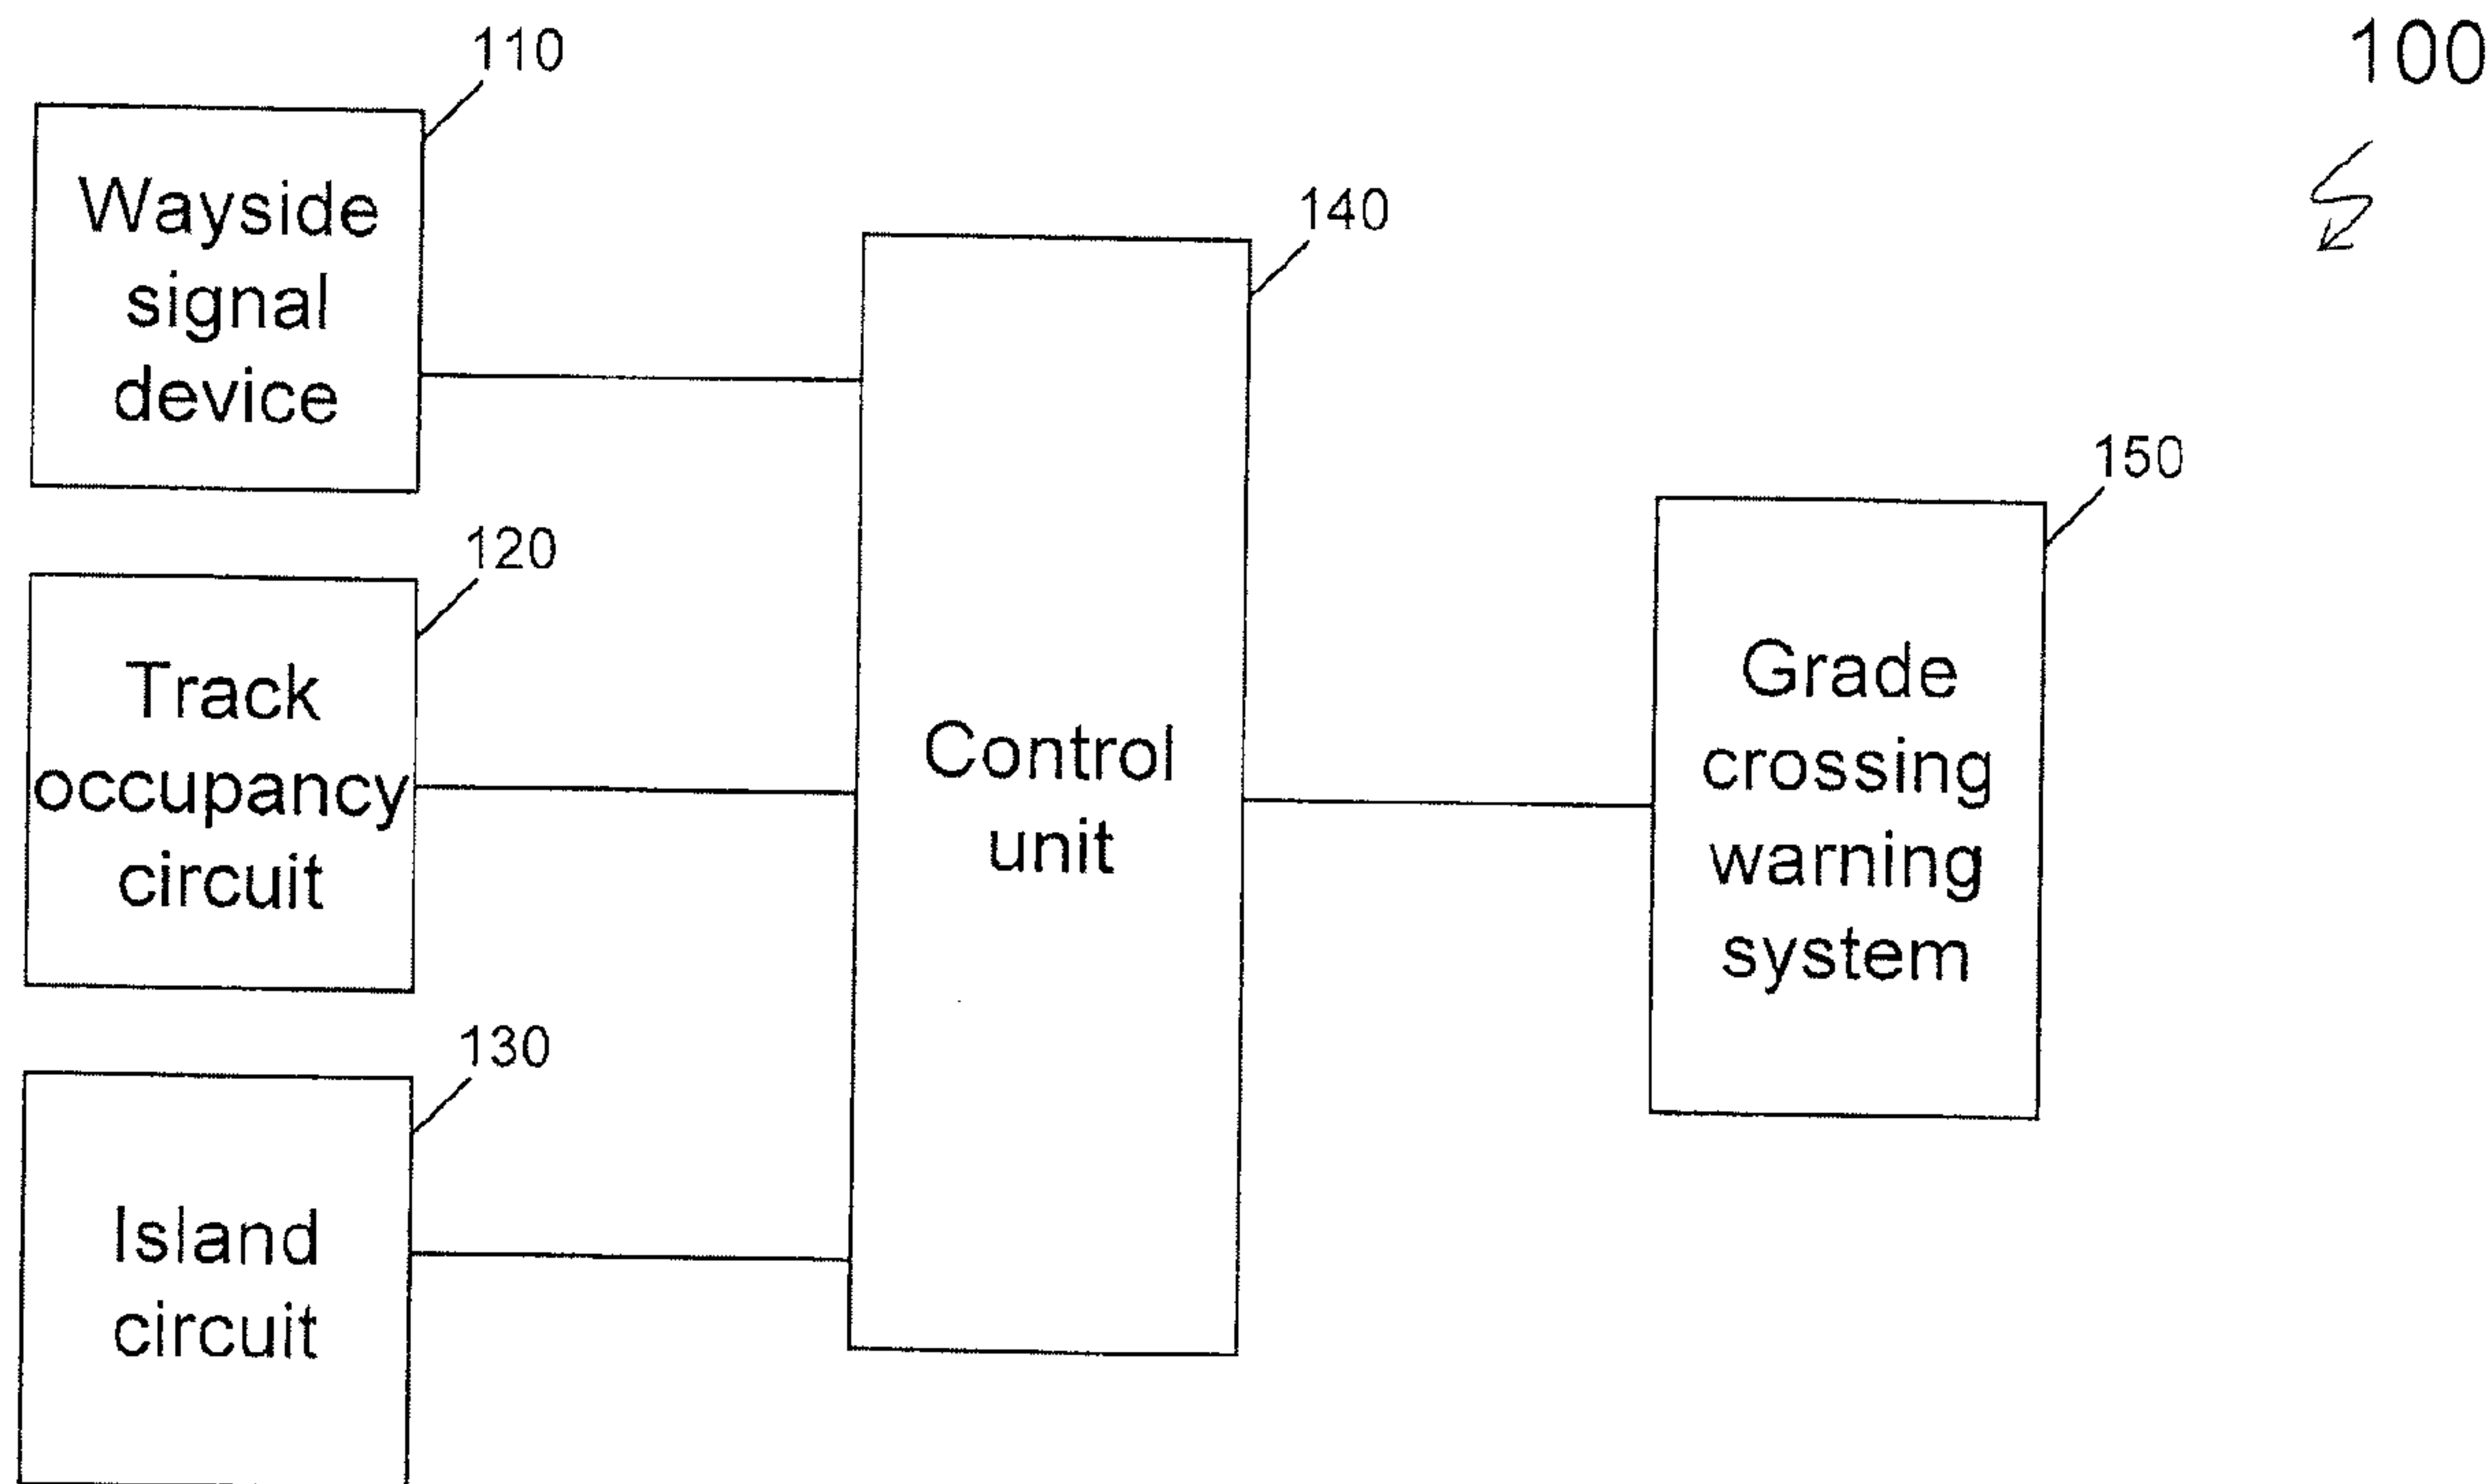 100
110
Wayside
signal
device
120
Track
occupancy
circuit
130
Island
circuit
140
Control
unit
150
Grade
crossing
warning
system